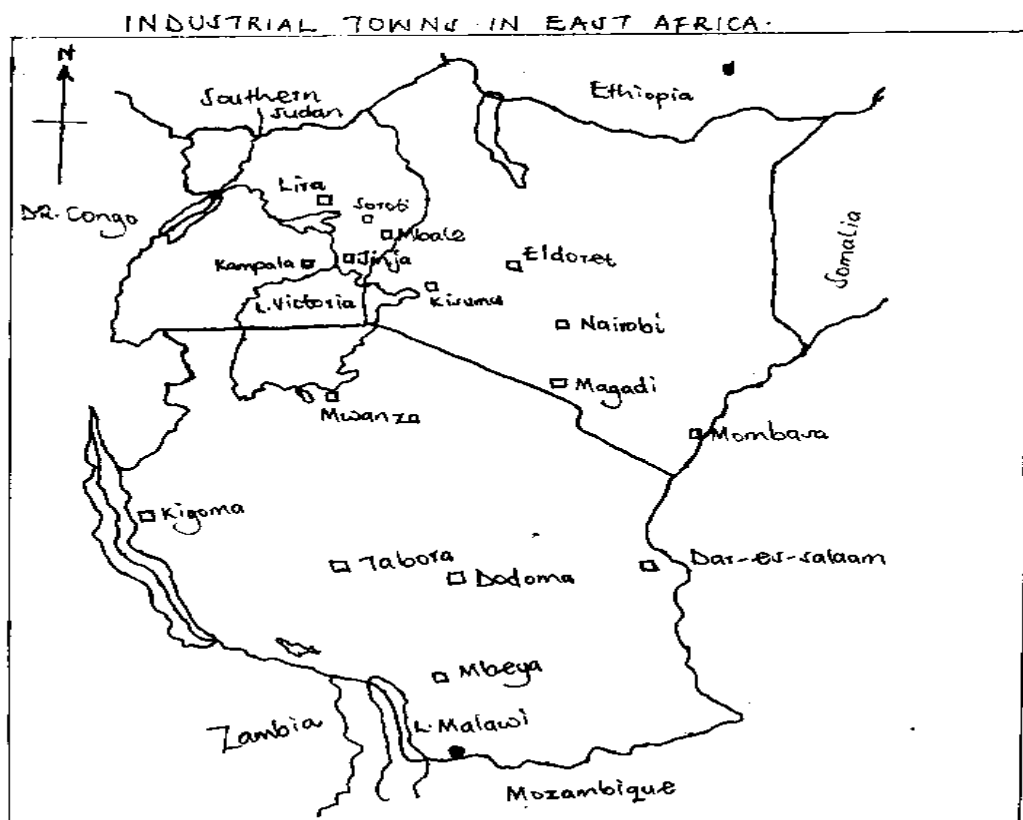 INDUSTRIAL TOWNS IN EAST AFRICA.
N
Southern
Sudan
Ethiopia
Lira
Soroti
DR. Congo
Mbale
Somalia
Kampala
Jinja
Eldoret
L. Victoria
Kisumu
Nairobi
Magadi
Mwanza
Mombasa
Kigoma
Tabora
Dodoma
Dar-es-salaam
Mbeya
Zambia
L. Malawi
Mozambique